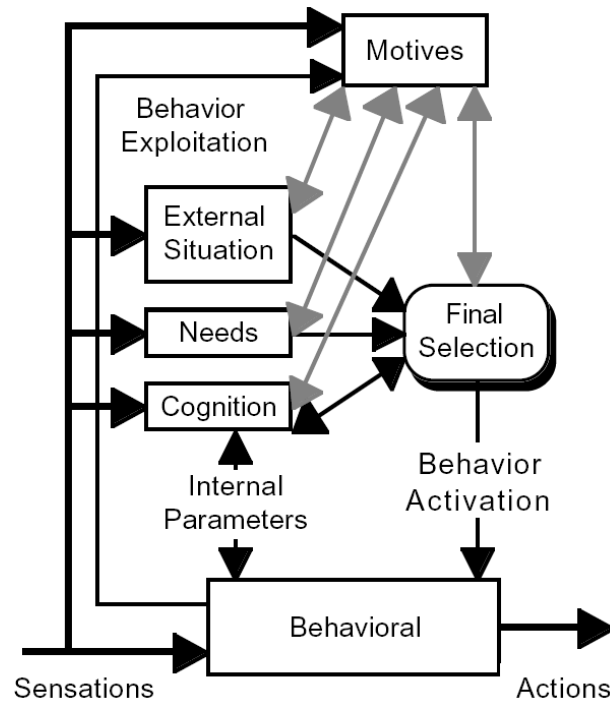 Motives
Behavior
Exploitation
External
Situation
Needs
Final
Selection
Cognition
Internal
Parameters
Behavior
Activation
Behavioral
Sensations
Actions